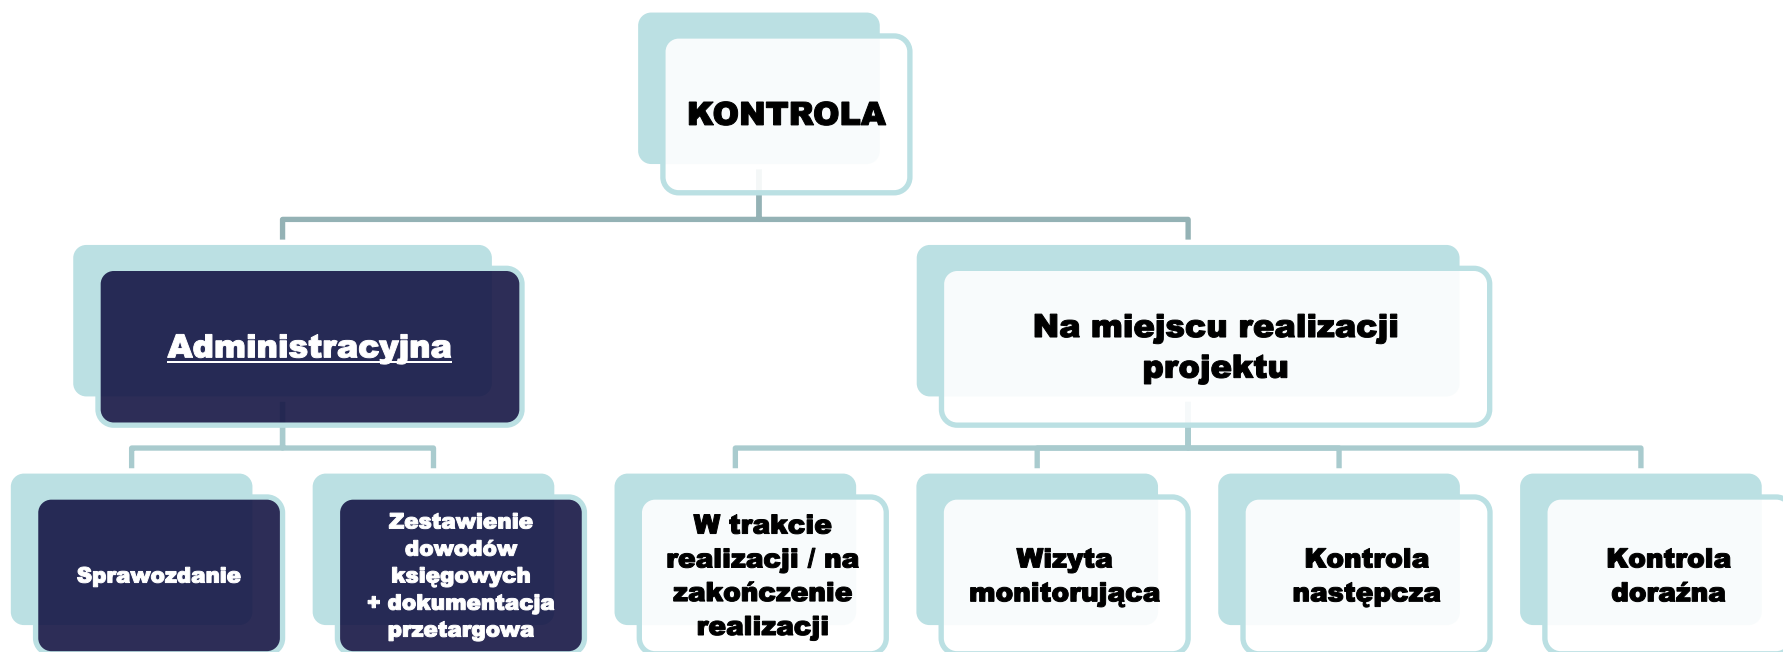 KONTROLA
Administracyjna
Na miejscu realizacji
projektu
Sprawozdanie
Zestawienie
dowodów
księgowych
+ dokumentacja
przetargowa
W trakcie
realizacji / na
zakończenie
realizacji
Wizyta
monitorująca
Kontrola
następcza
Kontrola
doraźna